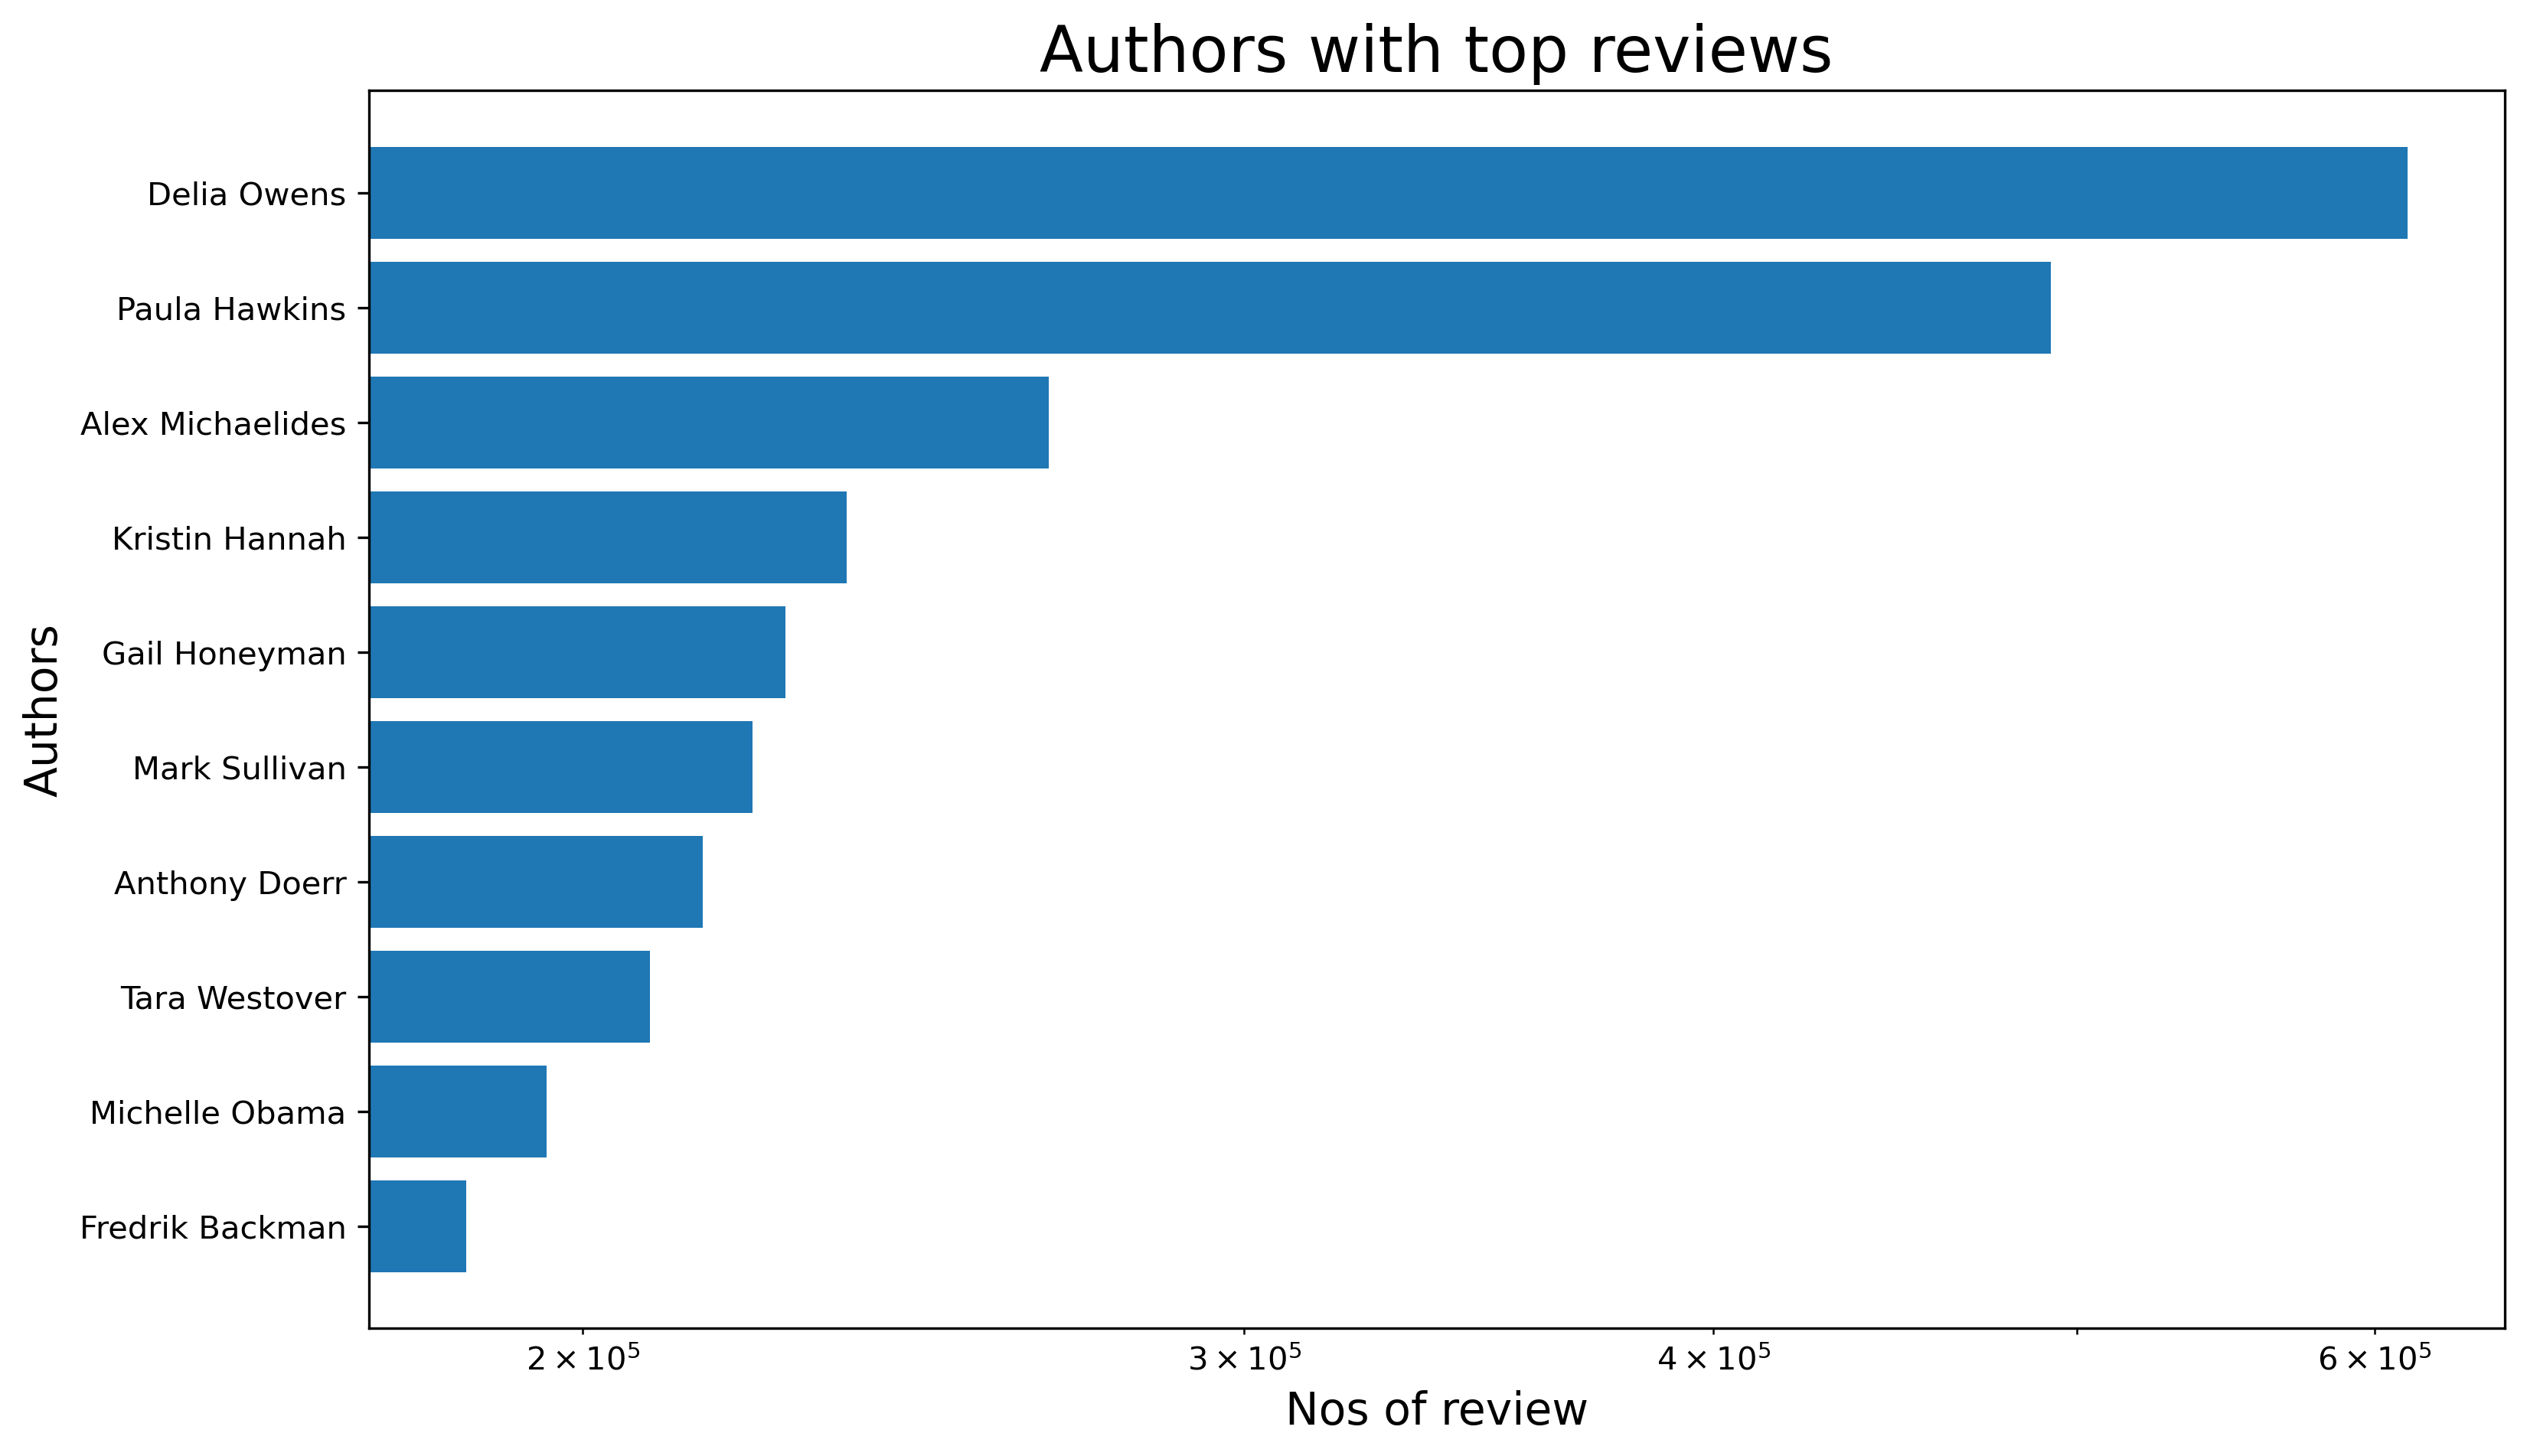 Authors with top reviews
Delia Owens
Paula Hawkins
Alex Michaelides
Kristin Hannah
Gail Honeyman
Mark Sullivan
Anthony Doerr
Tara Westover
Michelle Obama
Fredrik Backman
Authors
2 × 10⁵ 3 × 10⁵ 4 × 10⁵ 6 × 10⁵
Nos of review